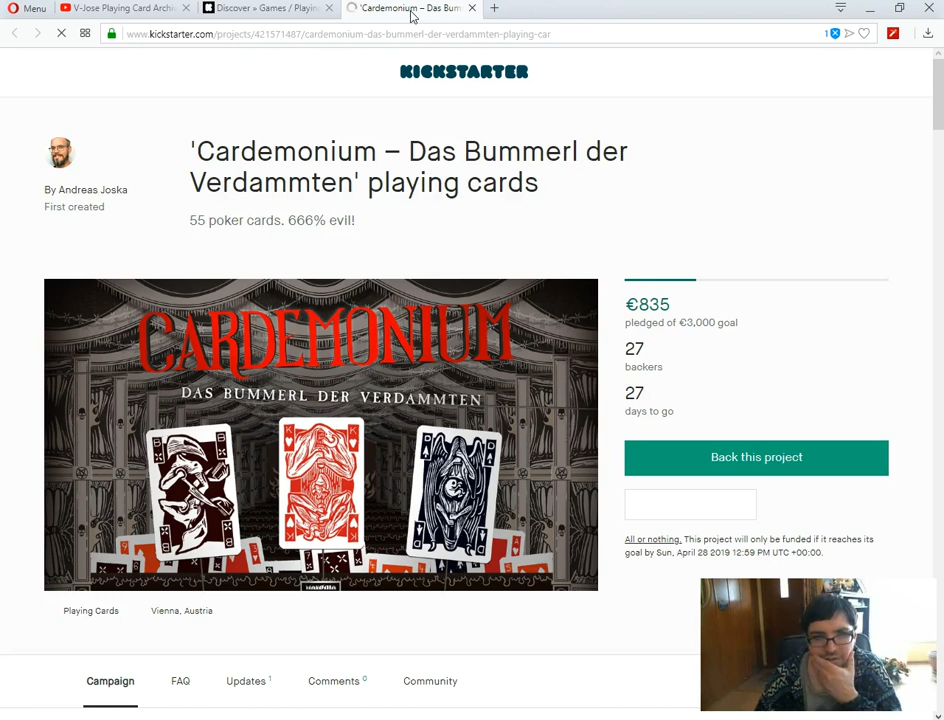 Menu
V-Jose Playing Card Archi
Discover » Games / Playin
'Cardemonium – Das Bum
www.kickstarter.com/projects/421571487/cardemonium-das-bummerl-der-verdammten-playing-car
1
KICKSTARTER
By Andreas Joska
First created
'Cardemonium – Das Bummerl der
Verdammten' playing cards
55 poker cards. 666% evil!
CARDEMONIUM
DAS BUMMERL DER VERDAMMTEN
B
B
K
K
D
D
€835
pledged of €3,000 goal
27
backers
27
days to go
Back this project
All or nothing. This project will only be funded if it reaches its
goal by Sun, April 28 2019 12:59 PM UTC +00:00.
Playing Cards
Vienna, Austria
Campaign
FAQ
Updates 1
Comments 0
Community